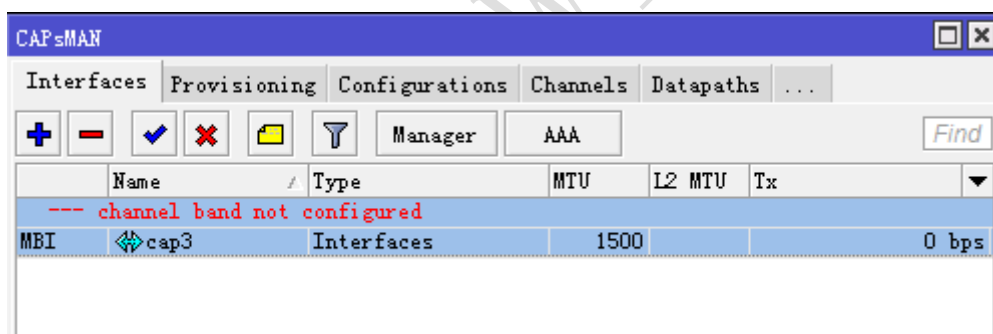 CAPsMAN
Interfaces Provisioning Configurations Channels Datapaths ...
Manager AAA Find
Name Type MTU L2 MTU Tx
--- channel band not configured
MBI cap3 Interfaces 1500 0 bps